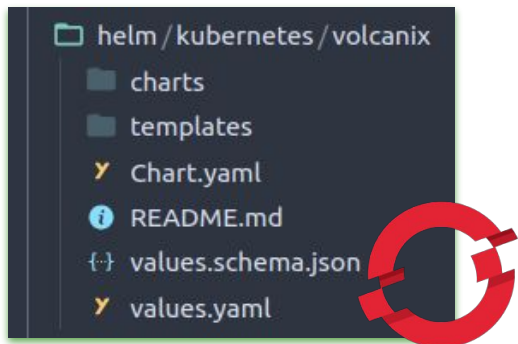 helm/kubernetes/volcanix
charts
templates
Chart.yaml
README.md
values.schema.json
values.yaml